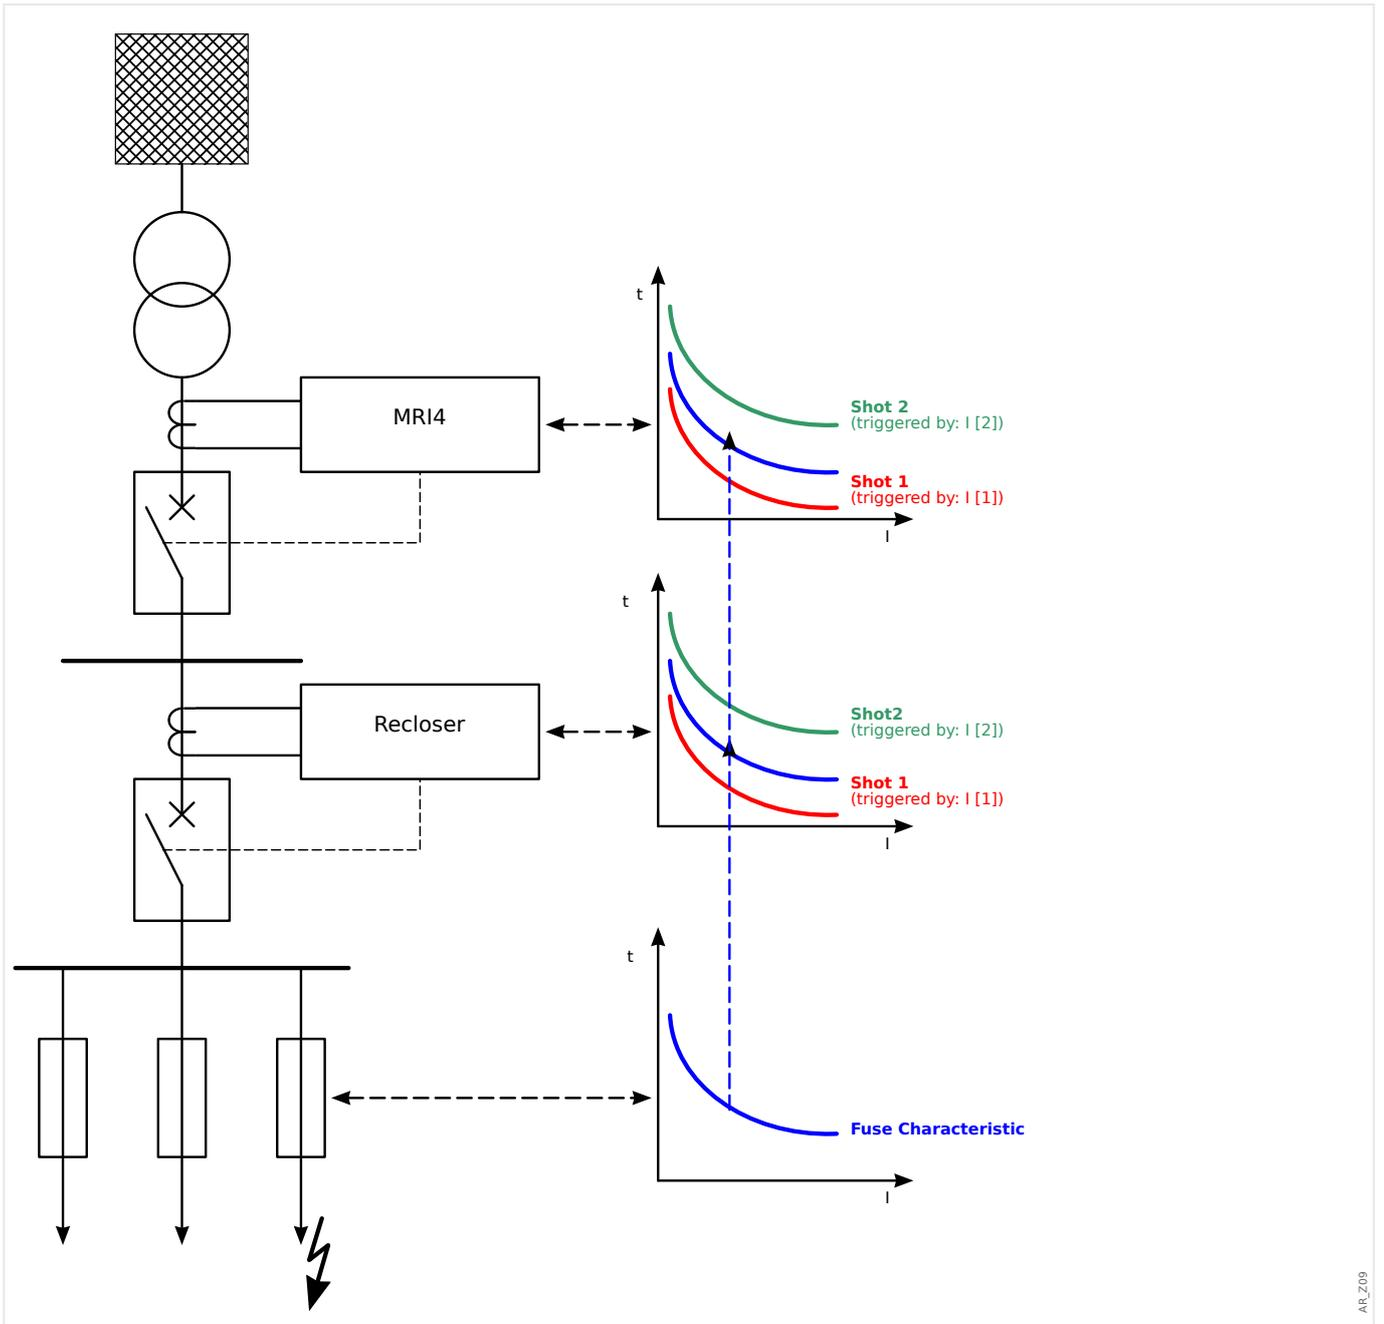 t
MRI4
Shot 2
(triggered by: I [2])
Shot 1
(triggered by: I [1])
I
t
Recloser
Shot2
(triggered by: I [2])
Shot 1
(triggered by: I [1])
I
t
Fuse Characteristic
I
AR_Z09